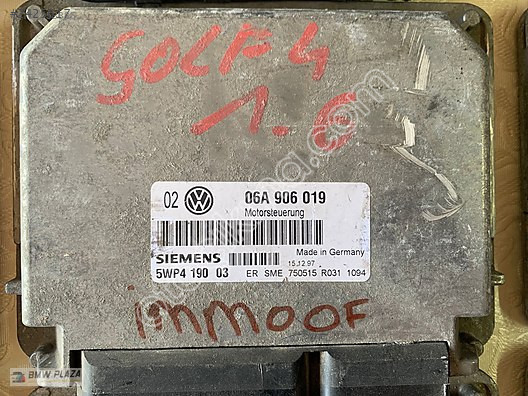 GOLF 4
1.6
02 06A 906 019
Motorsteuerung
SIEMENS
Made in Germany
15.12.97
5WP4 190 03 ER SME 750515 R031 1094
immooF
BMW PLAZA